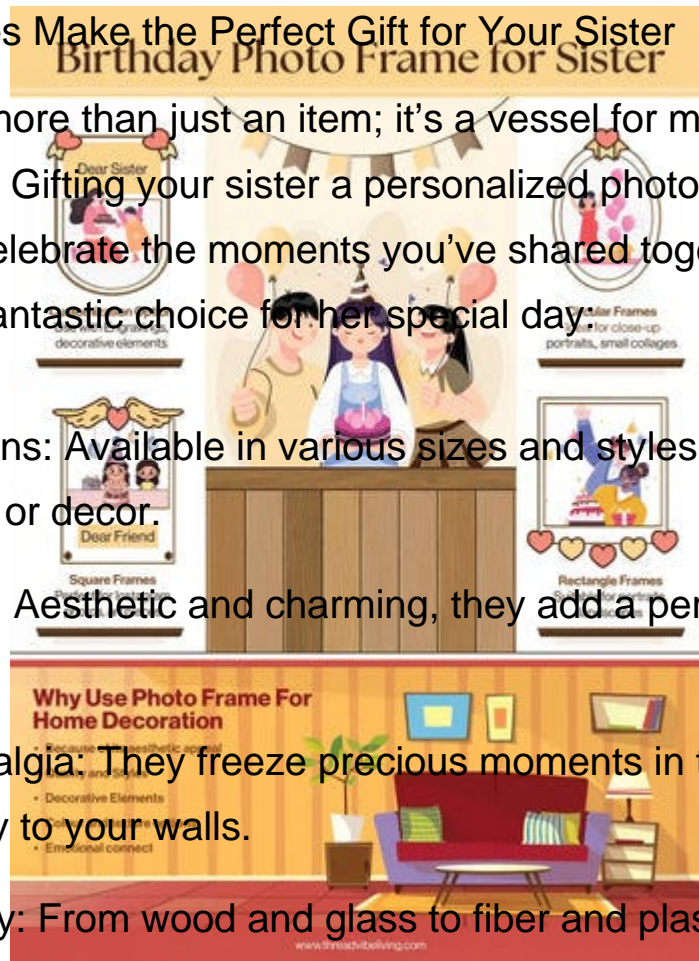 es Make the Perfect Gift for Your Sister
Birthday Photo Frame for Sister
more than just an item; it's a vessel for m
Dear Sister
Gifting your sister a personalized photo
elebrate the moments you've shared toge
antastic choice for her special day:
decorative elements
ular Frames
for close-up
portraits, small collages
ns: Available in various sizes and styles
or decor.
Dear Friend
Square Frames
Rectangle Frames
Aesthetic and charming, they add a per
Why Use Photo Frame For
Home Decoration
algia: They freeze precious moments in t
• Decorative Elements
y to your walls.
• Emotional connect
y: From wood and glass to fiber and plas
www.threadvibeliving.com